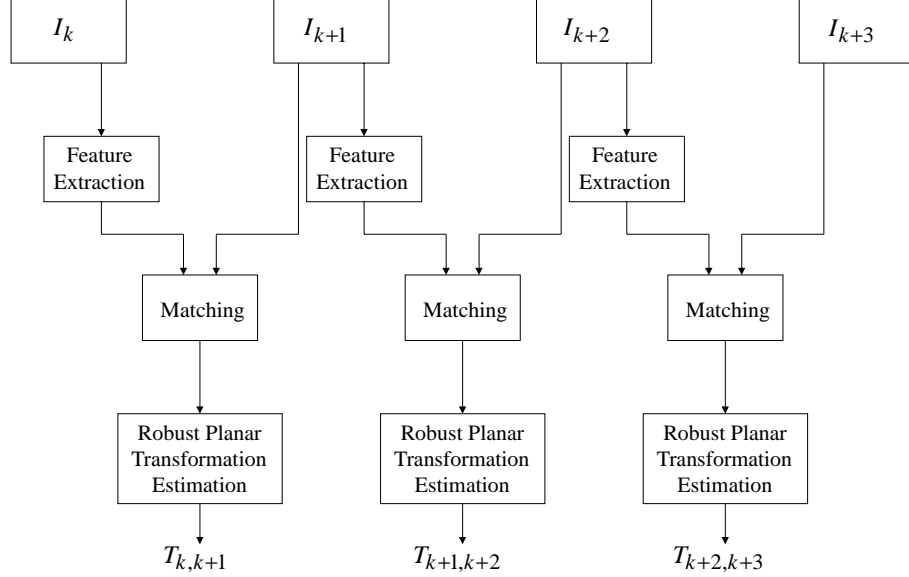 I_k
I_{k+1}
I_{k+2}
I_{k+3}
Feature
Extraction
Feature
Extraction
Feature
Extraction
Matching
Matching
Matching
Robust Planar
Transformation
Estimation
Robust Planar
Transformation
Estimation
Robust Planar
Transformation
Estimation
T_{k,k+1}
T_{k+1,k+2}
T_{k+2,k+3}